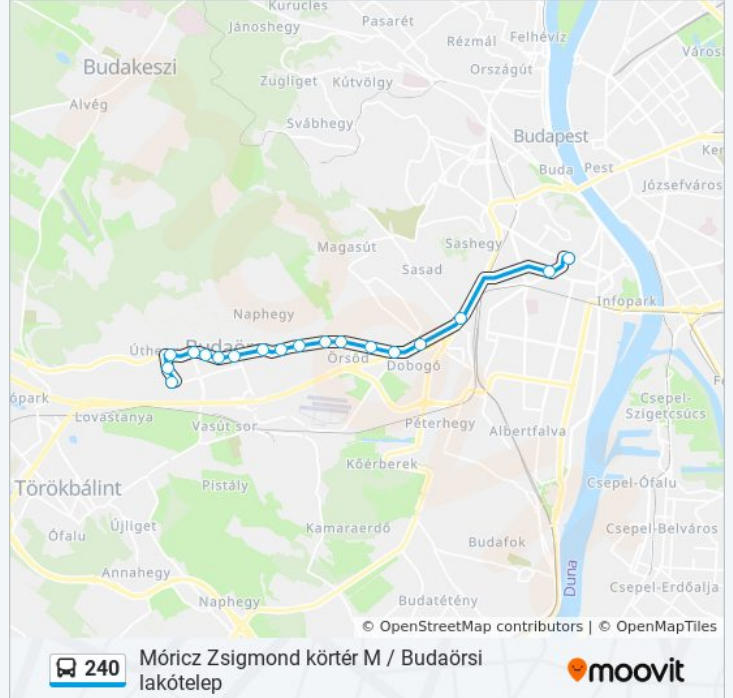 Kurucles
Pasarét
Jánoshegy
Rézmál
Felhévíz
Budakeszi
Országút
Zugliget
Kútvölgy
Alvég
Svábhegy
Budapest
Buda
Pest
Józsefváros
Magasút
Sashegy
Sasad
Infopark
Naphegy
Örsöd
Dobogó
Lovastanya
Vasút sor
Péterhegy
Albertfalva
Csepel-
Szigetcsúcs
Kőérberek
Törökbálint
Pistály
Csepel-Ófalu
Újliget
Kamaraerdő
Csepel-Belváros
Ófalu
Budafok
Annahegy
Duna
Csepel-Erdőalja
Naphegy
Budatétény
© OpenStreetMap contributors | © OpenMapTiles
240
Móricz Zsigmond körtér M / Budaörsi
lakótelep
moovit